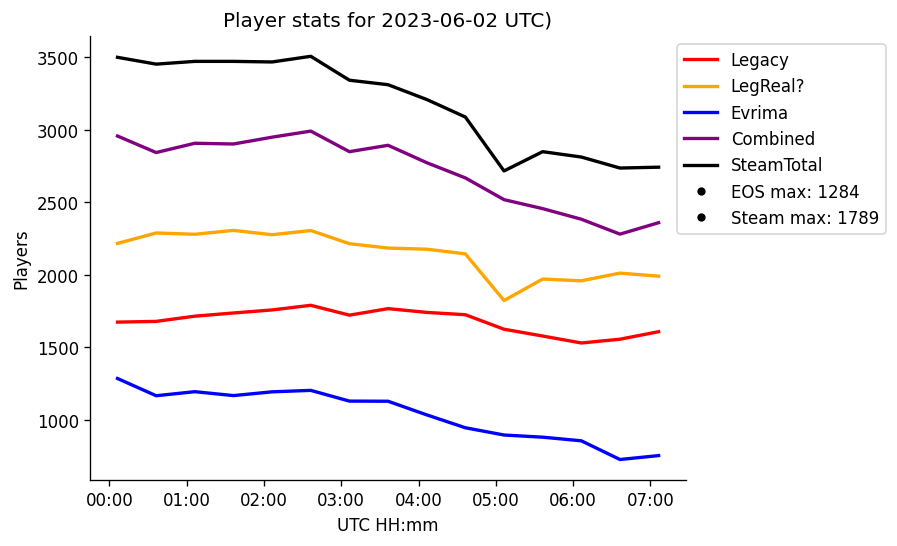 Player stats for 2023-06-02 UTC)
Legacy
LegReal?
Evrima
Combined
SteamTotal
EOS max: 1284
Steam max: 1789
Players
3500
3000
2500
2000
1500
1000
00:00 01:00 02:00 03:00 04:00 05:00 06:00 07:00
UTC HH:mm